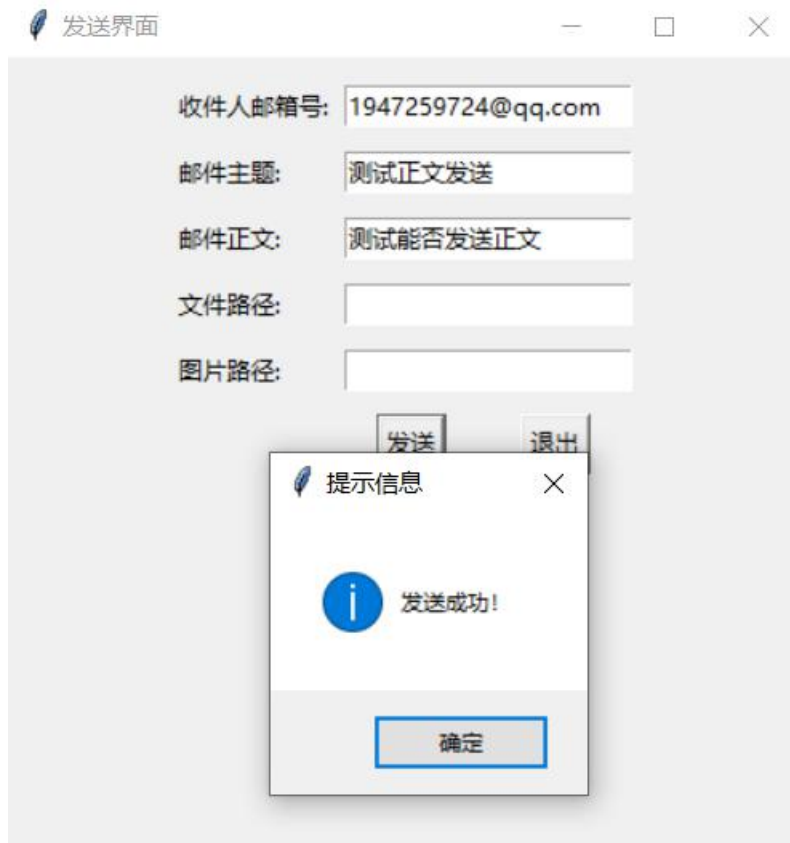 发送界面
收件人邮箱号: 1947259724@qq.com
邮件主题: 测试正文发送
邮件正文: 测试能否发送正文
文件路径:
图片路径:
发送 退出
提示信息
发送成功!
确定